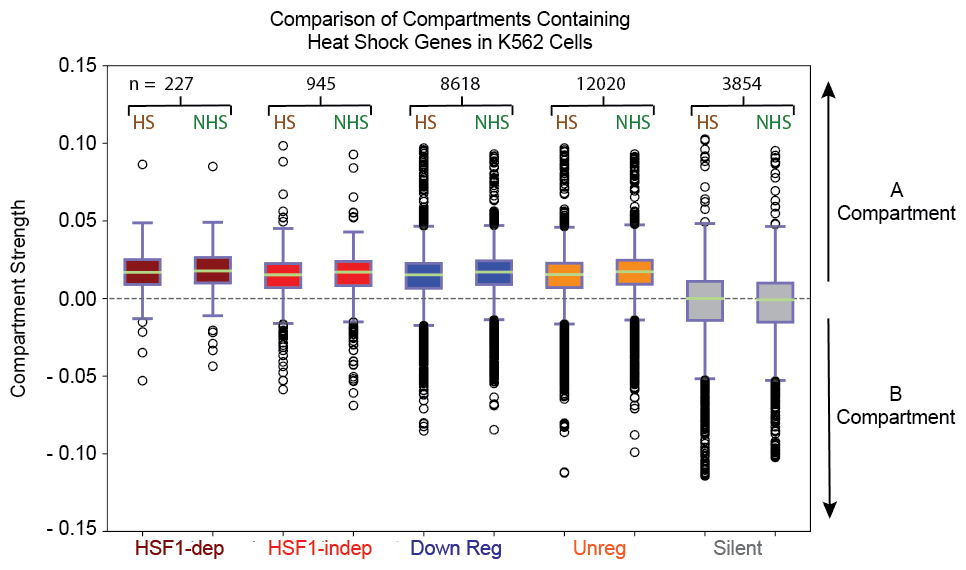 Comparison of Compartments Containing
Heat Shock Genes in K562 Cells
0.15
n = 227
945
8618
12020
3854
HS NHS HS NHS HS NHS HS NHS HS NHS
0.10
0.05
0.00
- 0.05
- 0.10
- 0.15
Compartment Strength
A
Compartment
B
Compartment
HSF1-dep HSF1-indep Down Reg Unreg Silent